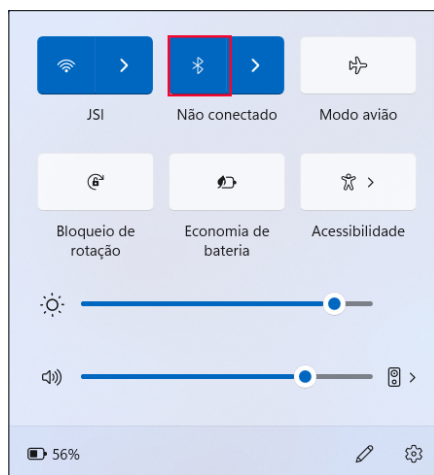 JSI
Não conectado
Modo avião
Bloqueio de
rotação
Economia de
bateria
Acessibilidade
56%